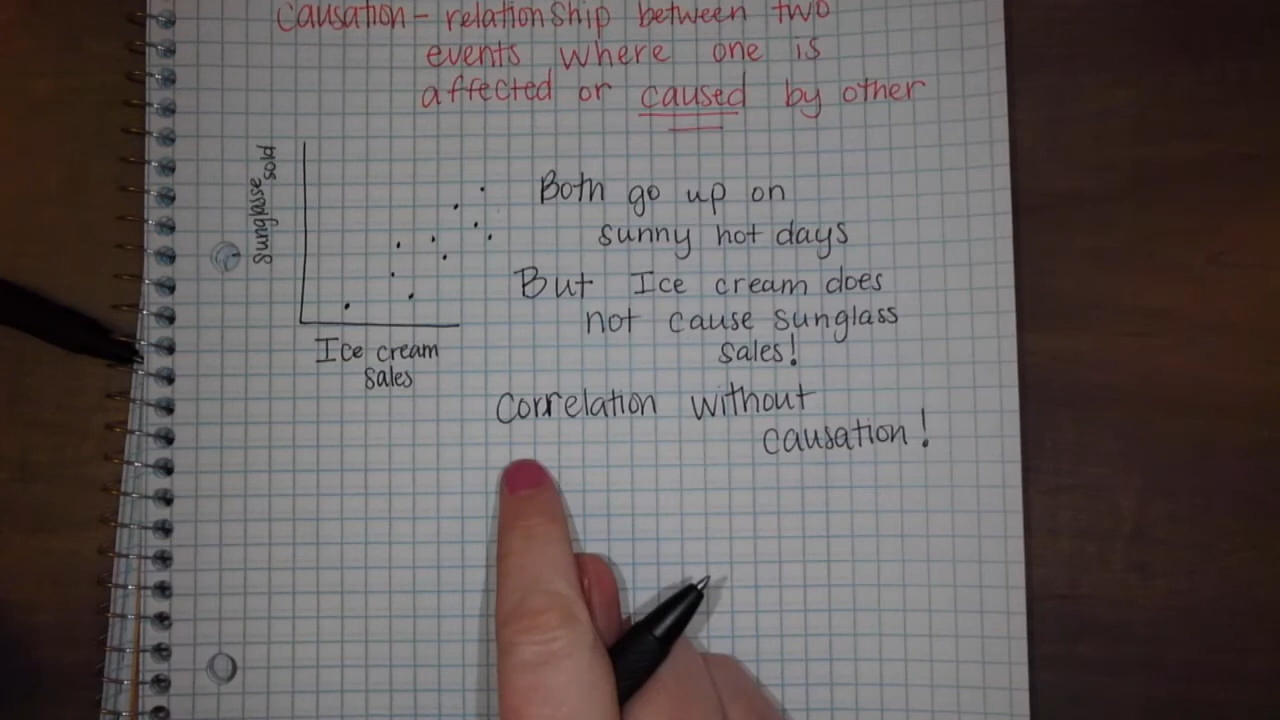 Causation - relationship between two
events where one is
affected or caused by other
sunglasse
sold
Both go up on
sunny hot days
But Ice cream does
not cause sunglass
sales!
Ice cream
sales
Correlation without
causation!